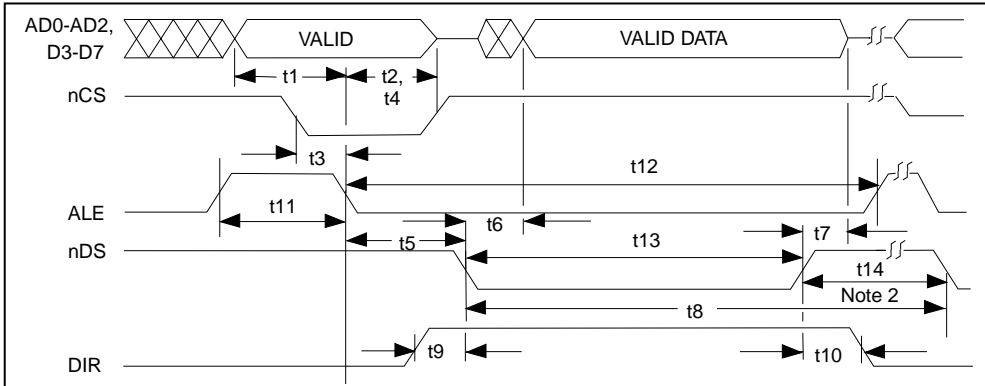 AD0-AD2,
D3-D7
VALID
VALID DATA
t1
t2,
t4
nCS
t3
t12
ALE
t11
t6
t5
t13
t7
nDS
t14
Note 2
t8
t9
t10
DIR